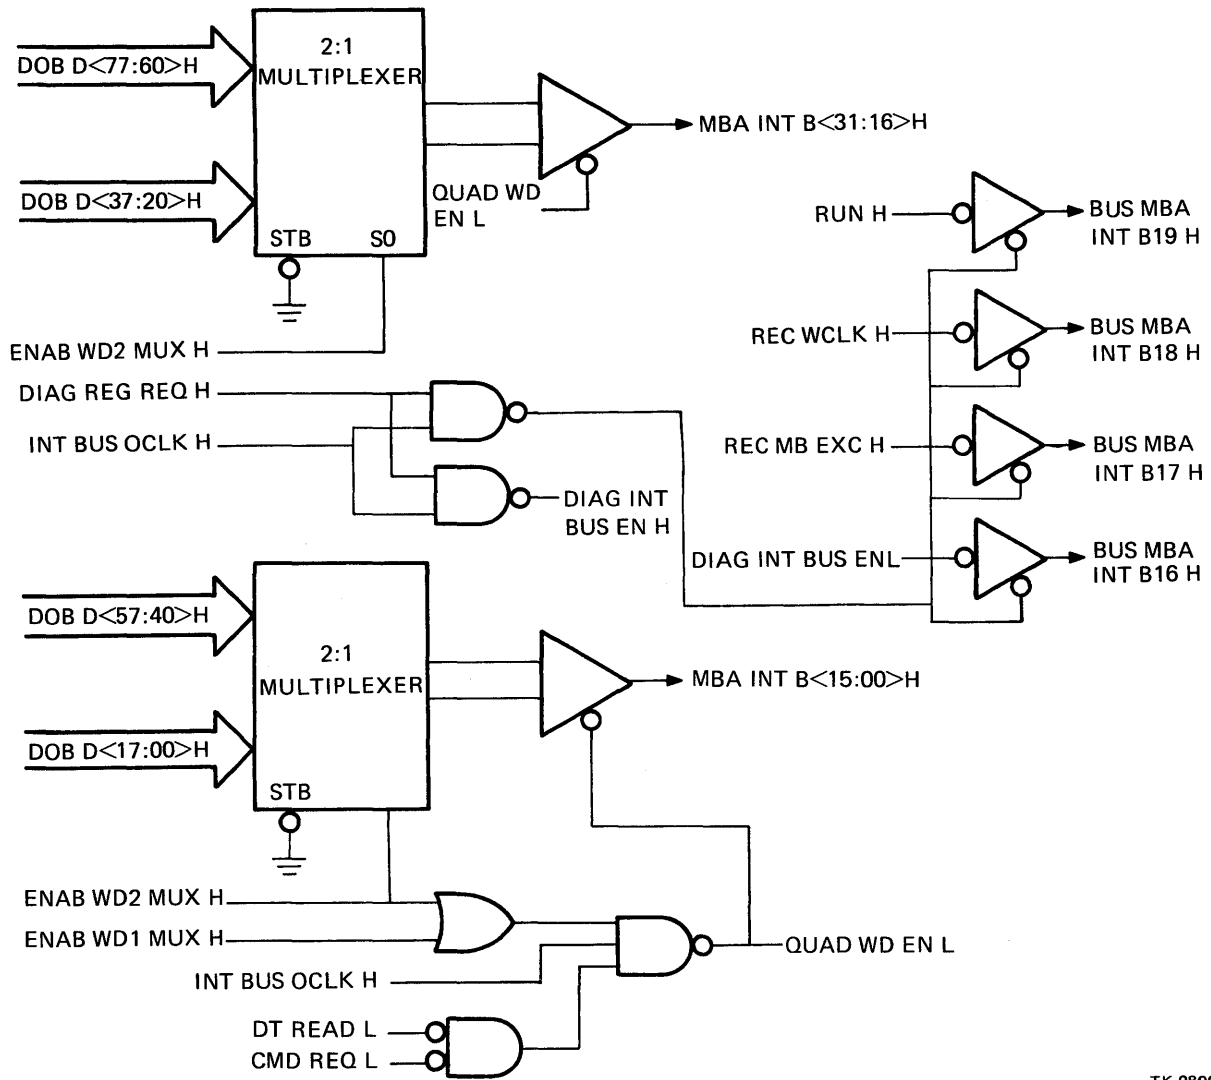 2:1
MULTIPLEXER
DOB D<77:60>H
DOB D<37:20>H
STB S0
MBA INT B<31:16>H
QUAD WD
EN L
ENAB WD2 MUX H
DIAG REG REQ H
INT BUS OCLK H
DIAG INT
BUS EN H
RUN H
BUS MBA
INT B19 H
REC WCLK H
BUS MBA
INT B18 H
REC MB EXC H
BUS MBA
INT B17 H
DIAG INT BUS ENL
BUS MBA
INT B16 H
DOB D<57:40>H
2:1
MULTIPLEXER
DOB D<17:00>H
STB
MBA INT B<15:00>H
ENAB WD2 MUX H
ENAB WD1 MUX H
INT BUS OCLK H
QUAD WD EN L
DT READ L
CMD REQ L